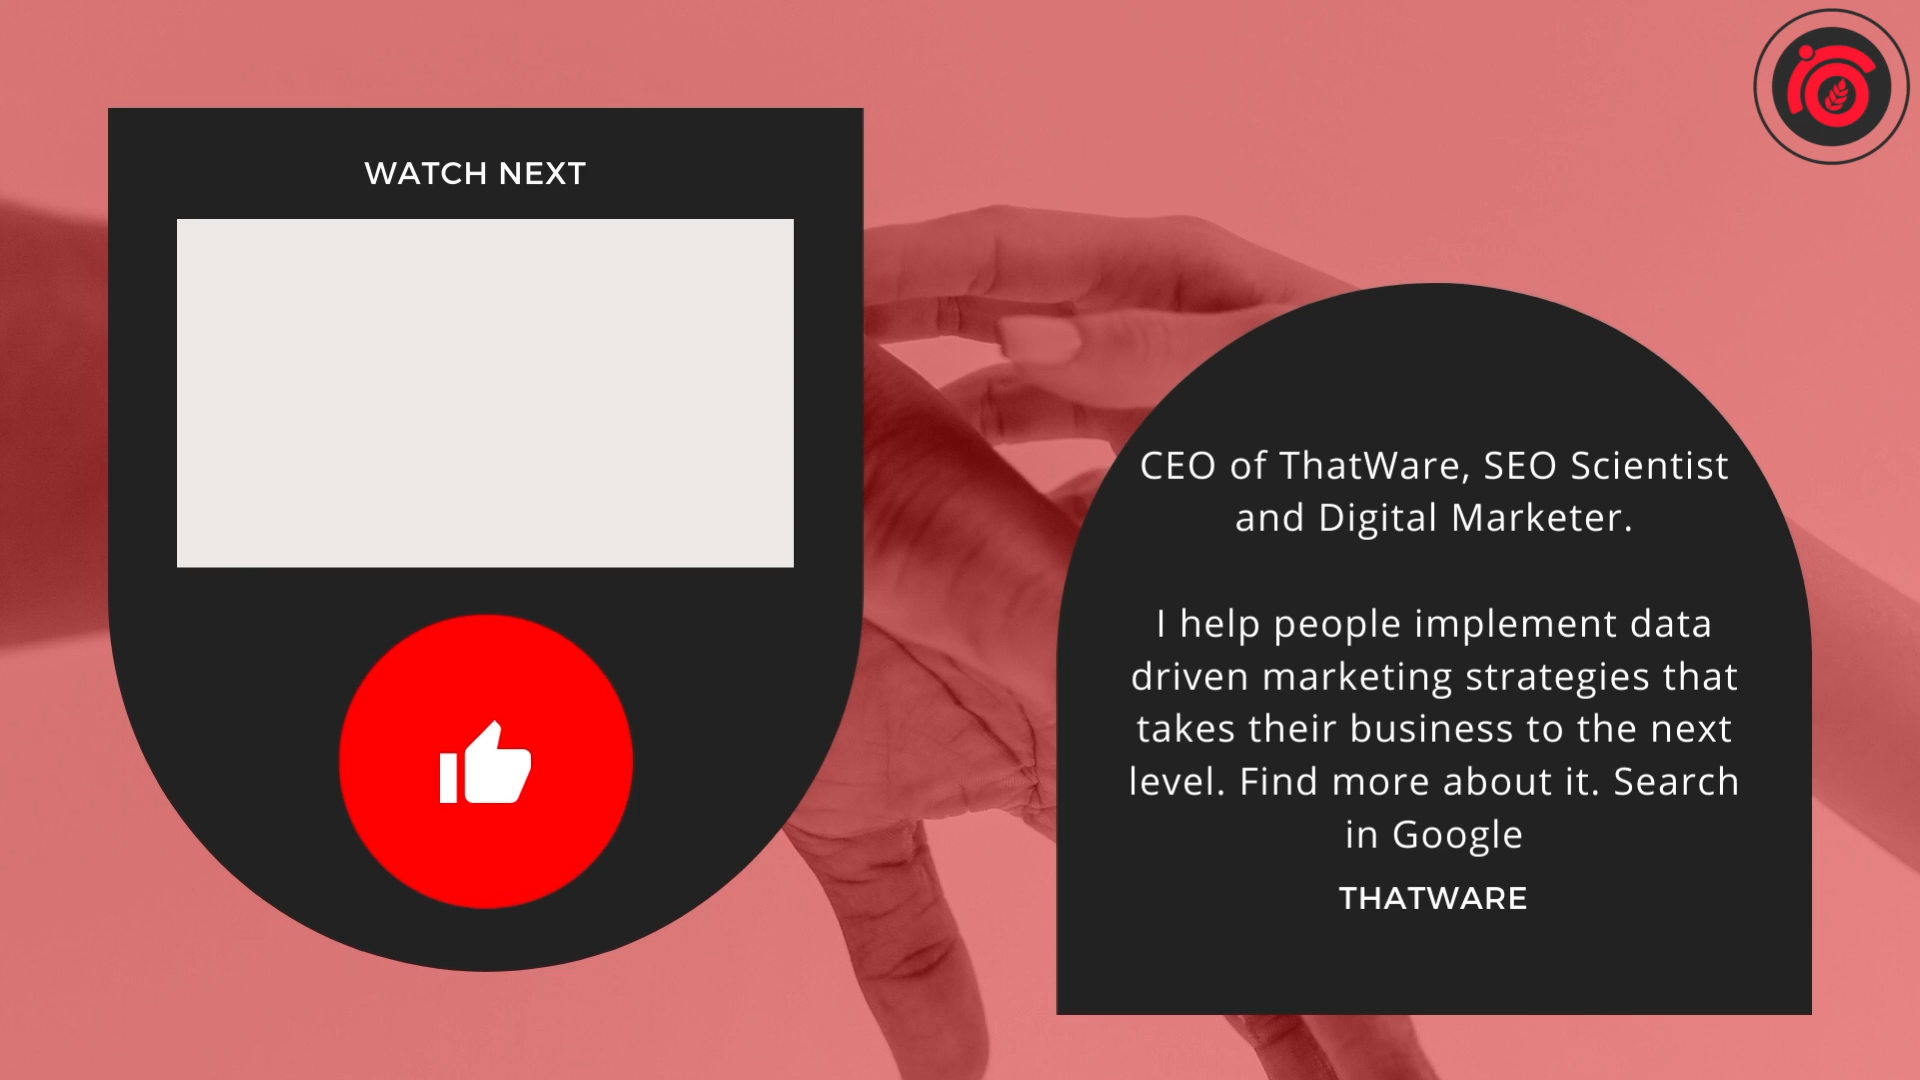 WATCH NEXT
CEO of ThatWare, SEO Scientist
and Digital Marketer.
I help people implement data
driven marketing strategies that
takes their business to the next
level. Find more about it. Search
in Google
THATWARE